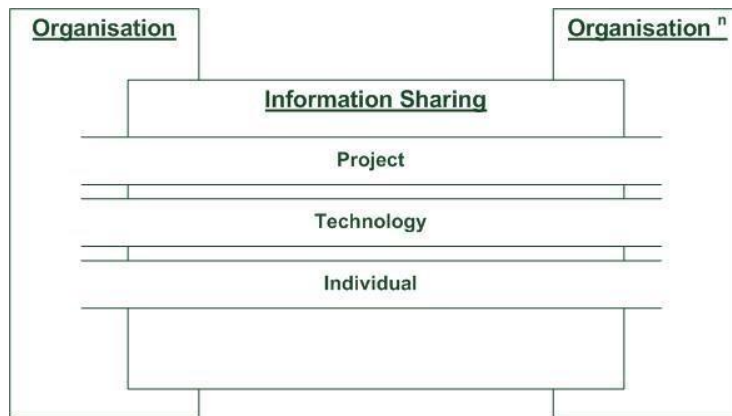 Organisation
Organisation ⁿ
Information Sharing
Project
Technology
Individual